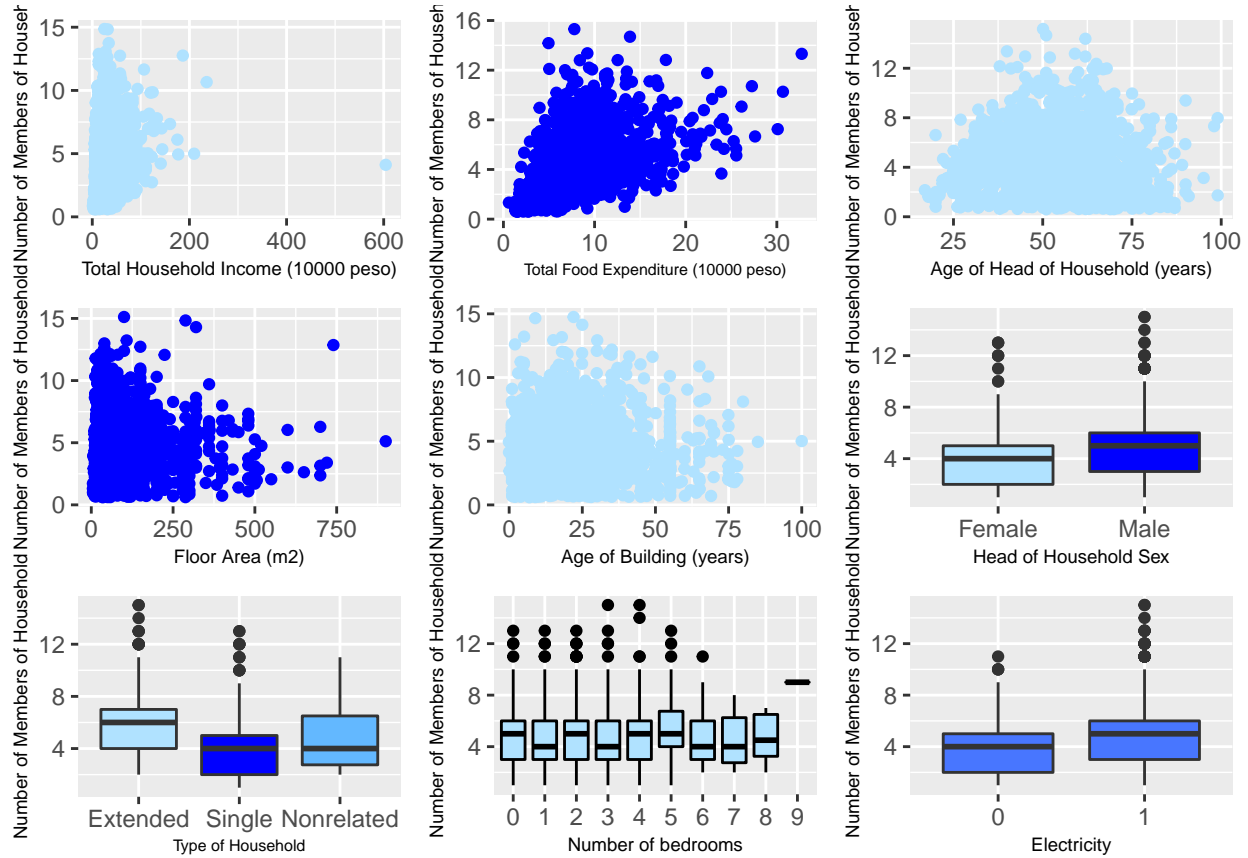 Number of Members of Househ
15
10
5
0
0 200 400 600
Total Household Income (10000 peso)
Number of Members of Househ
16
12
8
4
0
0 10 20 30
Total Food Expenditure (10000 peso)
Number of Members of Househ
12
8
4
0
25 50 75 100
Age of Head of Household (years)
Number of Members of Household
15
10
5
0
0 250 500 750
Floor Area (m2)
Number of Members of Household
15
10
5
0
0 25 50 75 100
Age of Building (years)
Number of Members of Household
12
8
4
Female Male
Head of Household Sex
Number of Members of Household
12
8
4
Extended Single Nonrelated
Type of Household
Number of Members of Household
12
8
4
0 1 2 3 4 5 6 7 8 9
Number of bedrooms
Number of Members of Household
12
8
4
0 1
Electricity